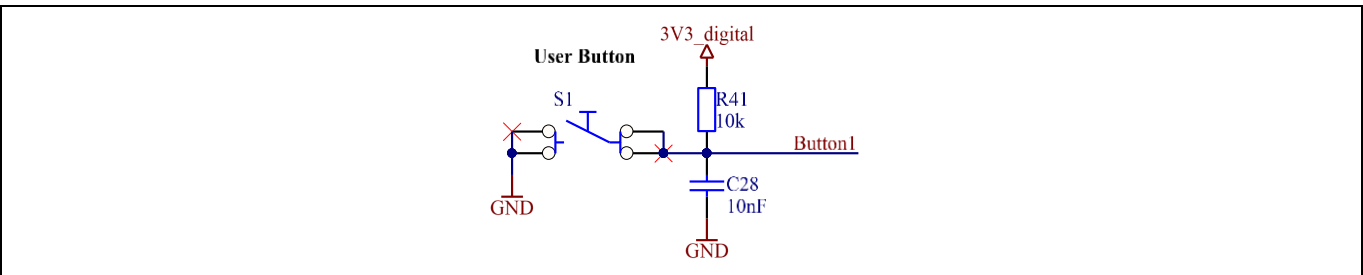 3V3_digital
User Button
S1
R41
10k
Button1
C28
10nF
GND
GND